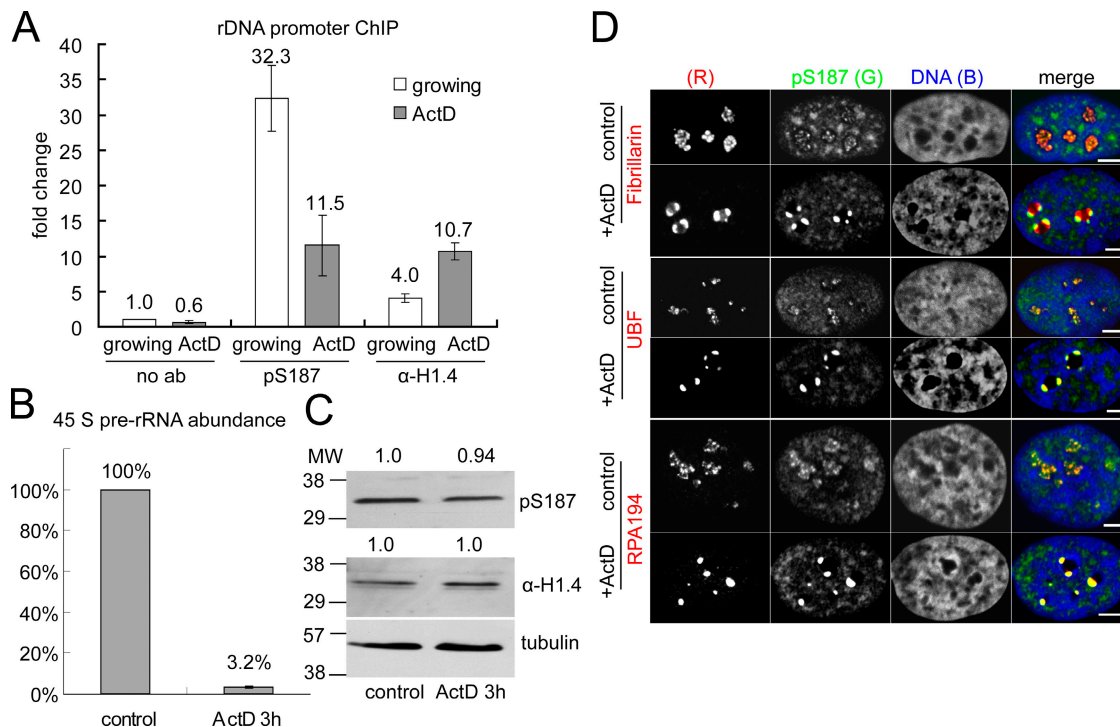 A
rDNA promoter ChIP
fold change
40
35
30
25
20
15
10
5
0
32.3
growing
ActD
11.5
10.7
4.0
1.0
0.6
growing ActD growing ActD growing ActD
no ab pS187 α-H1.4
B
45 S pre-rRNA abundance
100%
100%
80%
60%
40%
20%
0%
3.2%
control ActD 3h
C
MW 1.0 0.94
38
29
pS187
1.0 1.0
38
29
α-H1.4
57
38
tubulin
control ActD 3h
D
(R) pS187 (G) DNA (B) merge
Fibrillarin
control
+ActD
UBF
control
+ActD
RPA194
control
+ActD